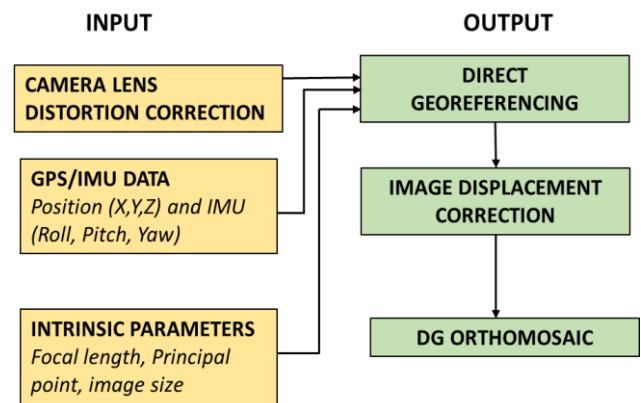 INPUT
OUTPUT
CAMERA LENS
DISTORTION CORRECTION
GPS/IMU DATA
Position (X,Y,Z) and IMU
(Roll, Pitch, Yaw)
INTRINSIC PARAMETERS
Focal length, Principal
point, image size
DIRECT
GEOREFERENCING
IMAGE DISPLACEMENT
CORRECTION
DG ORTHOMOSAIC